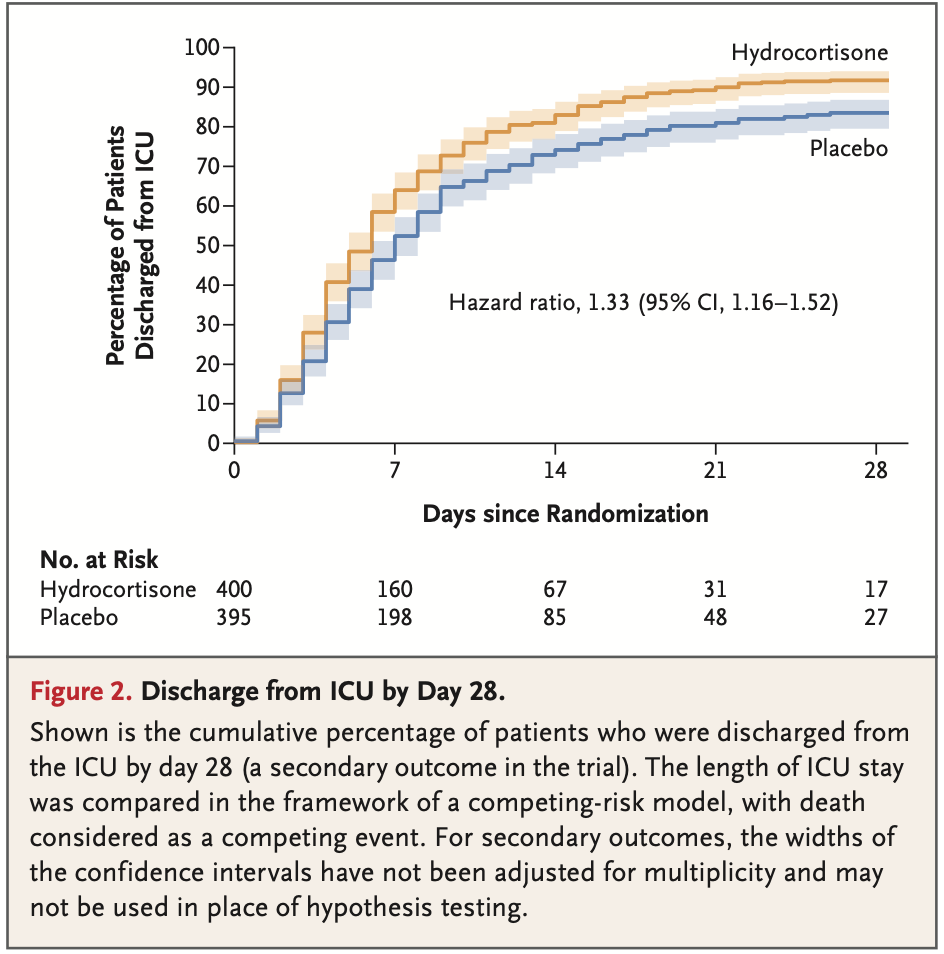 100
Hydrocortisone
90
80
Placebo
70
60
50
40
30
20
10
0
Percentage of Patients
Discharged from ICU
Hazard ratio, 1.33 (95% CI, 1.16–1.52)
0 7 14 21 28
Days since Randomization
No. at Risk
Hydrocortisone 400 160 67 31 17
Placebo 395 198 85 48 27
Figure 2. Discharge from ICU by Day 28.
Shown is the cumulative percentage of patients who were discharged from
the ICU by day 28 (a secondary outcome in the trial). The length of ICU stay
was compared in the framework of a competing-risk model, with death
considered as a competing event. For secondary outcomes, the widths of
the confidence intervals have not been adjusted for multiplicity and may
not be used in place of hypothesis testing.